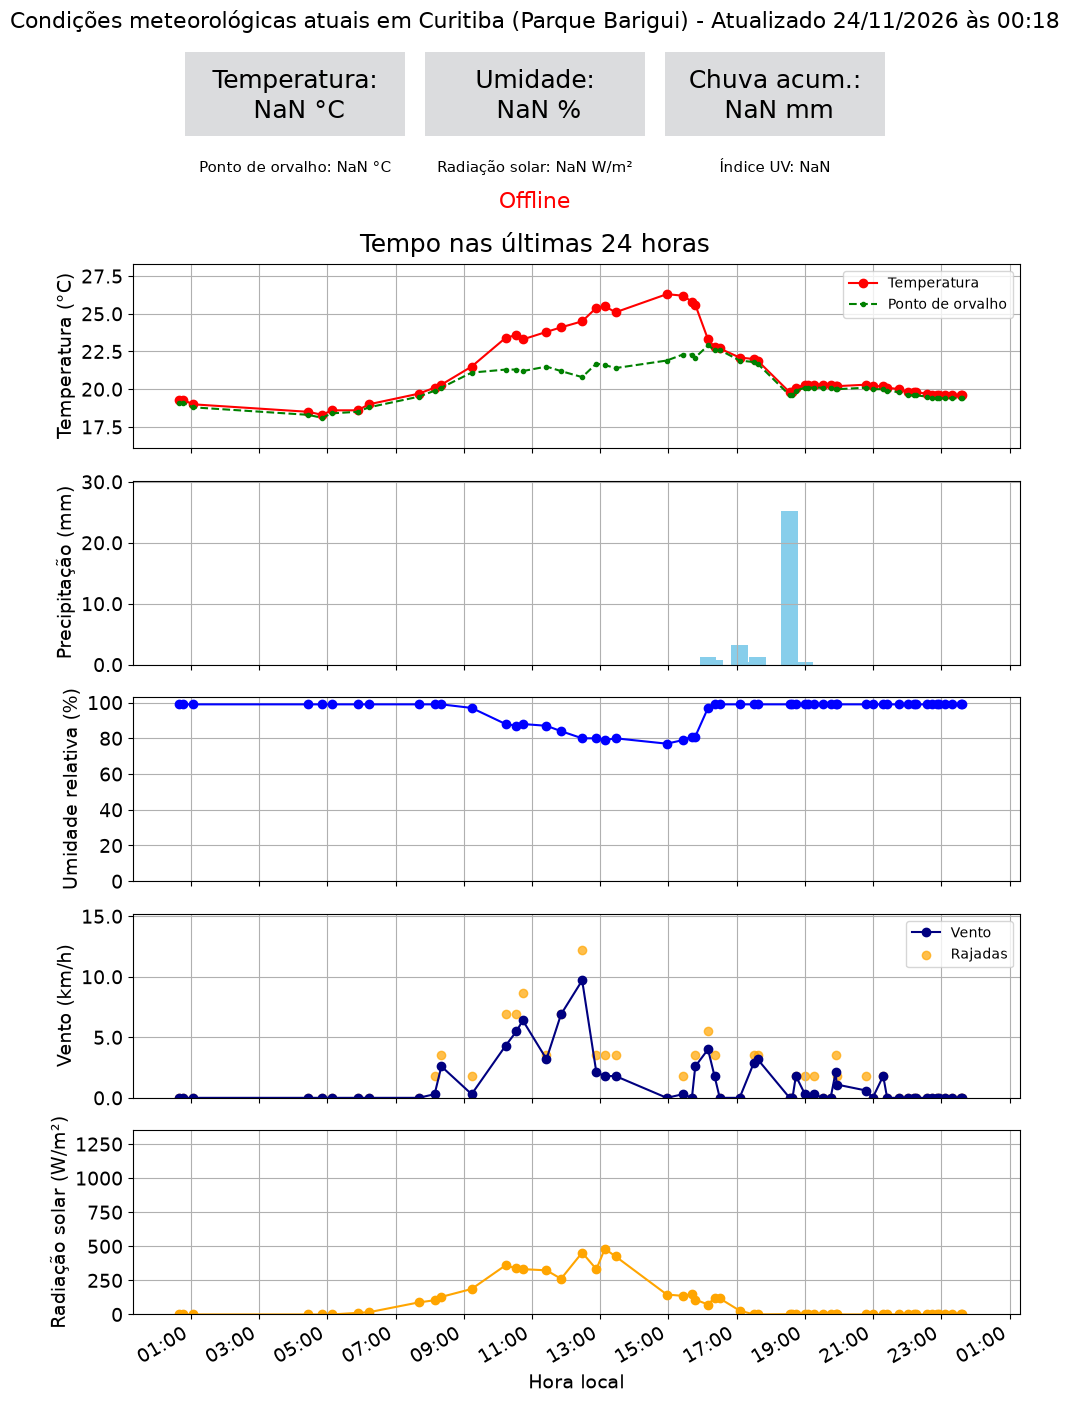 Condições meteorológicas atuais em Curitiba (Parque Barigui) - Atualizado 24/11/2026 às 00:18
Temperatura:
NaN °C
Umidade:
NaN %
Chuva acum.:
NaN mm
Ponto de orvalho: NaN °C
Radiação solar: NaN W/m²
Índice UV: NaN
Offline
Tempo nas últimas 24 horas
Temperatura (°C)
27.5
25.0
22.5
20.0
17.5
Temperatura
Ponto de orvalho
Precipitação (mm)
30.0
20.0
10.0
0.0
Umidade relativa (%)
100
80
60
40
20
0
Vento (km/h)
15.0
10.0
5.0
0.0
Vento
Rajadas
Radiação solar (W/m²)
1250
1000
750
500
250
0
01:00
03:00
05:00
07:00
09:00
11:00
13:00
15:00
17:00
19:00
21:00
23:00
01:00
Hora local